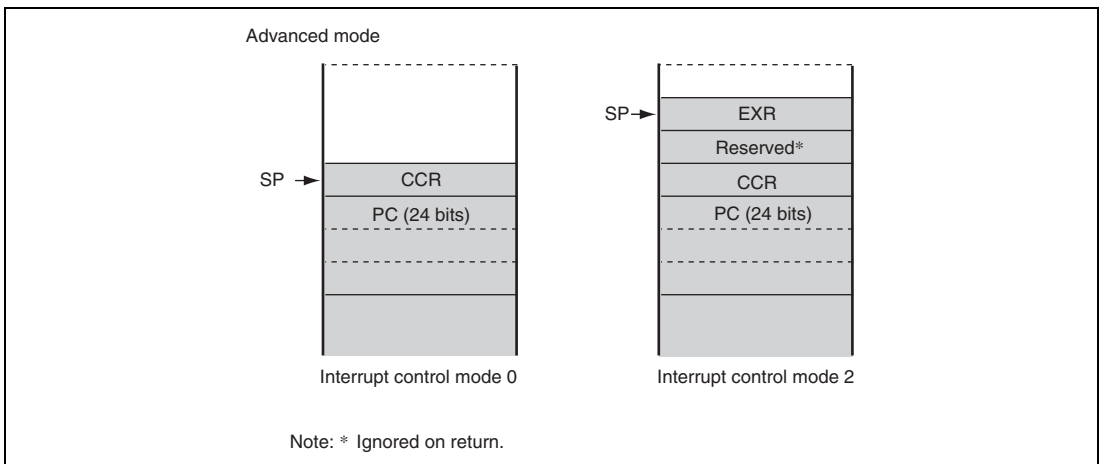 Advanced mode
SP
CCR
PC (24 bits)
Interrupt control mode 0
SP
EXR
Reserved*
CCR
PC (24 bits)
Interrupt control mode 2
Note: * Ignored on return.